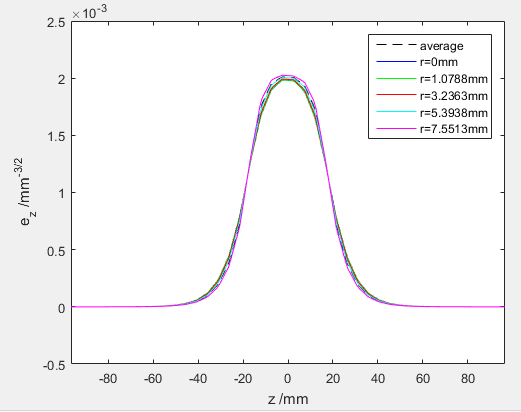 ×10⁻³
2.5
2
1.5
1
0.5
0
-0.5
-80 -60 -40 -20 0 20 40 60 80
z /mm
e_z /mm^-3/2
average
r=0mm
r=1.0788mm
r=3.2363mm
r=5.3938mm
r=7.5513mm